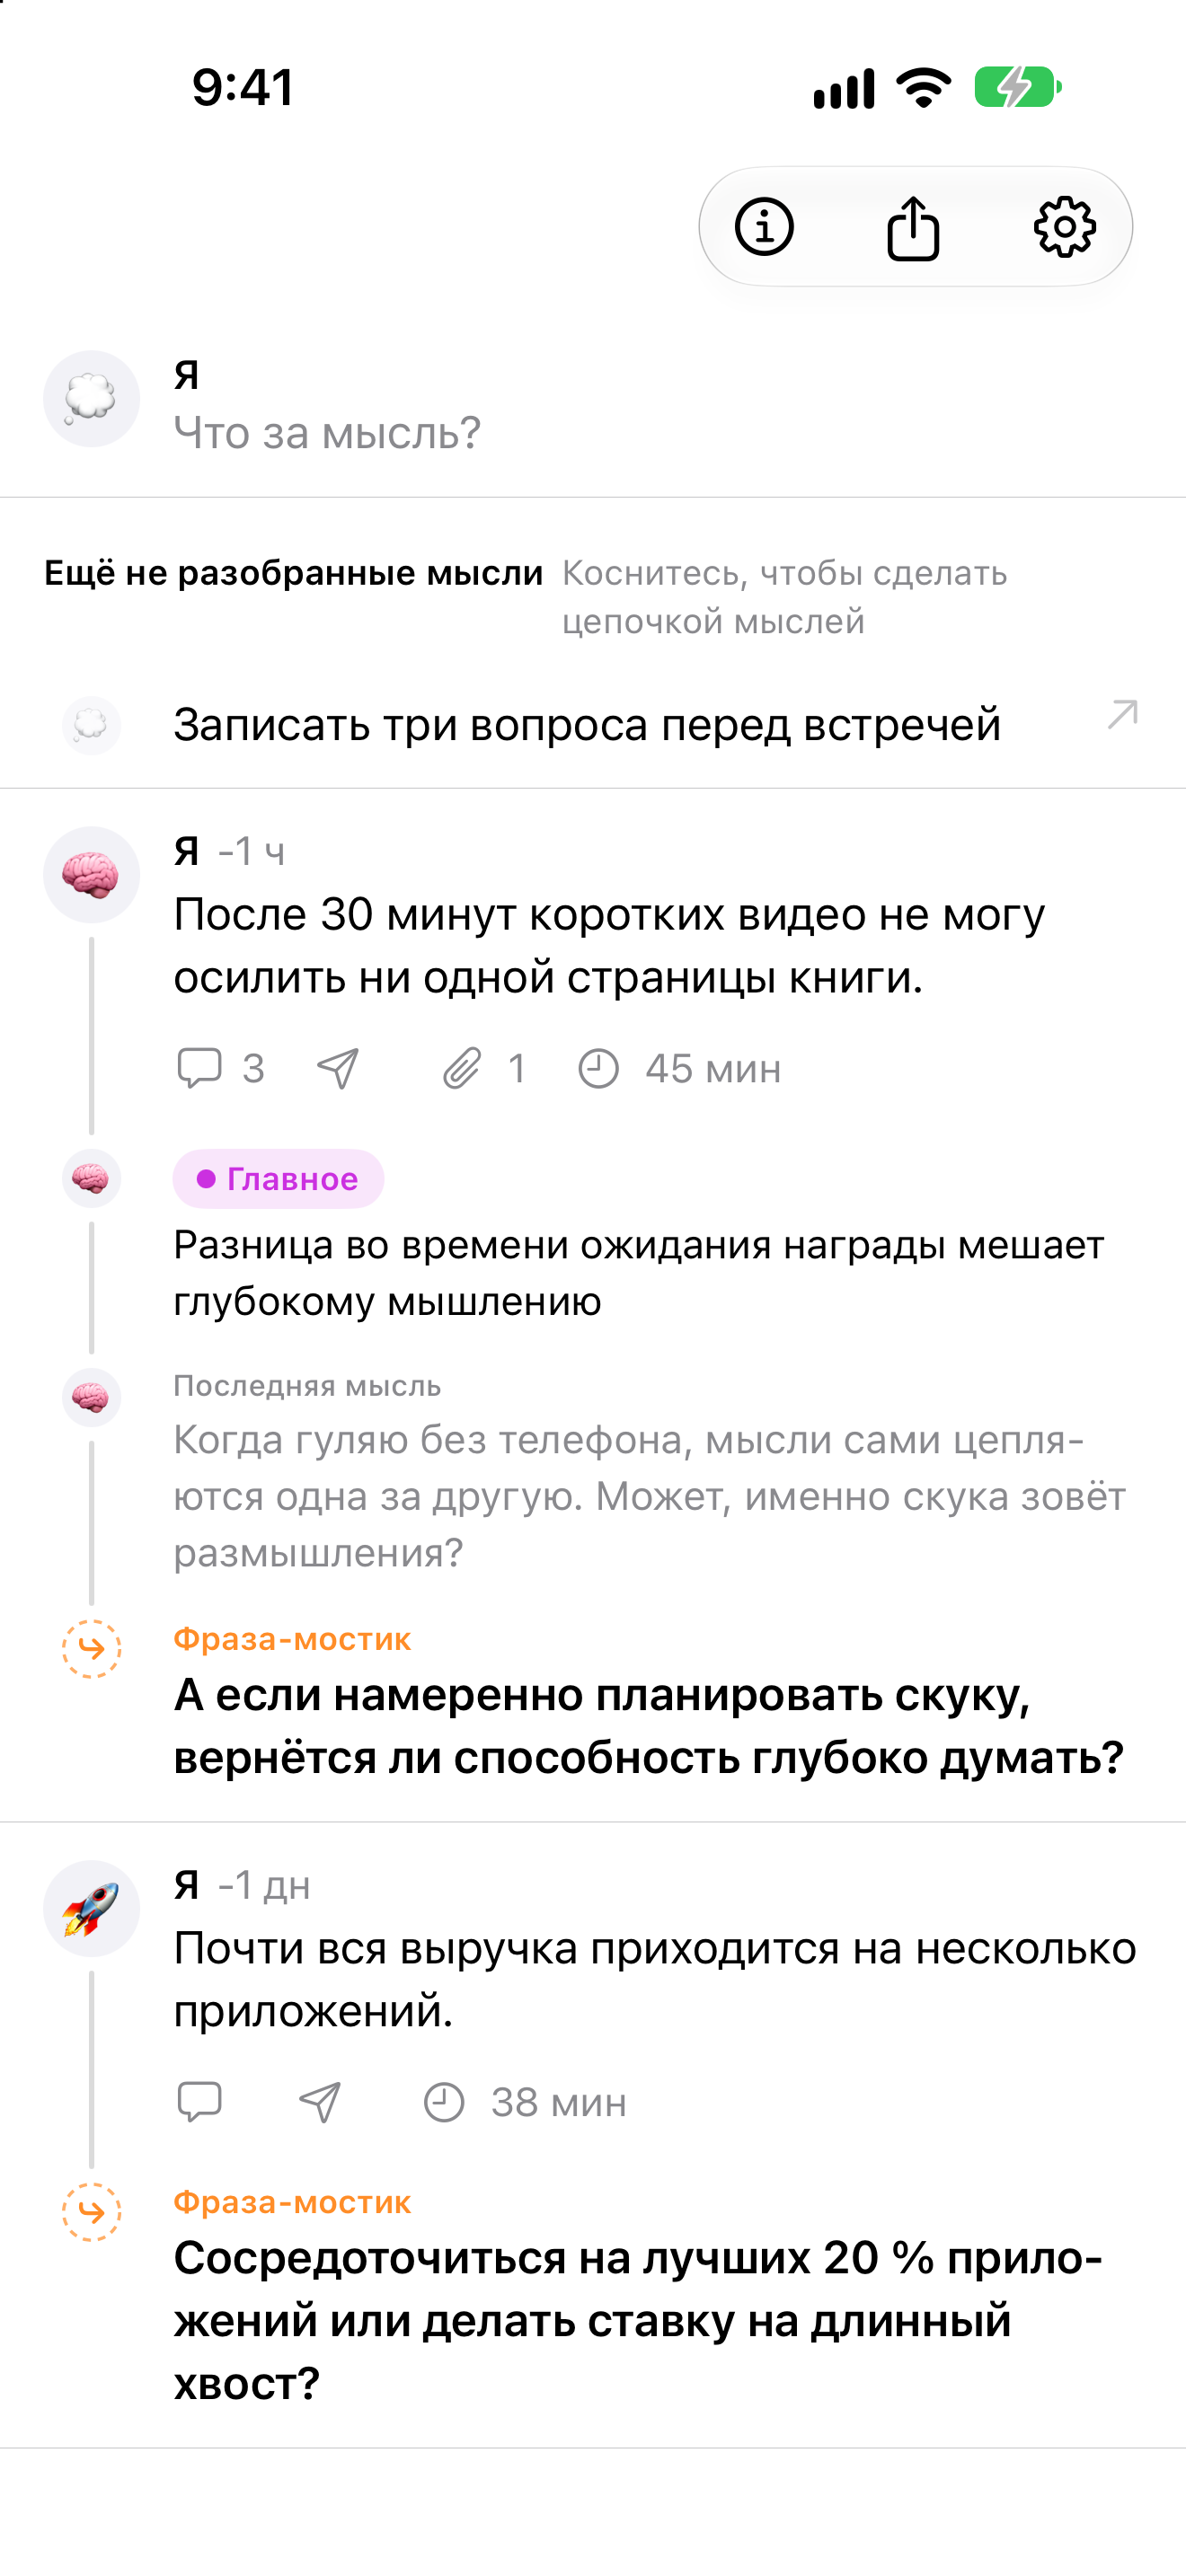 9:41
Я
Что за мысль?
Ещё не разобранные мысли Коснитесь, чтобы сделать
цепочкой мыслей
Записать три вопроса перед встречей
Я -1 ч
После 30 минут коротких видео не могу
осилить ни одной страницы книги.
3 1 45 мин
Главное
Разница во времени ожидания награды мешает
глубокому мышлению
Последняя мысль
Когда гуляю без телефона, мысли сами цепля-
ются одна за другую. Может, именно скука зовёт
размышления?
Фраза-мостик
А если намеренно планировать скуку,
вернётся ли способность глубоко думать?
Я -1 дн
Почти вся выручка приходится на несколько
приложений.
38 мин
Фраза-мостик
Сосредоточиться на лучших 20 % прило-
жений или делать ставку на длинный
хвост?